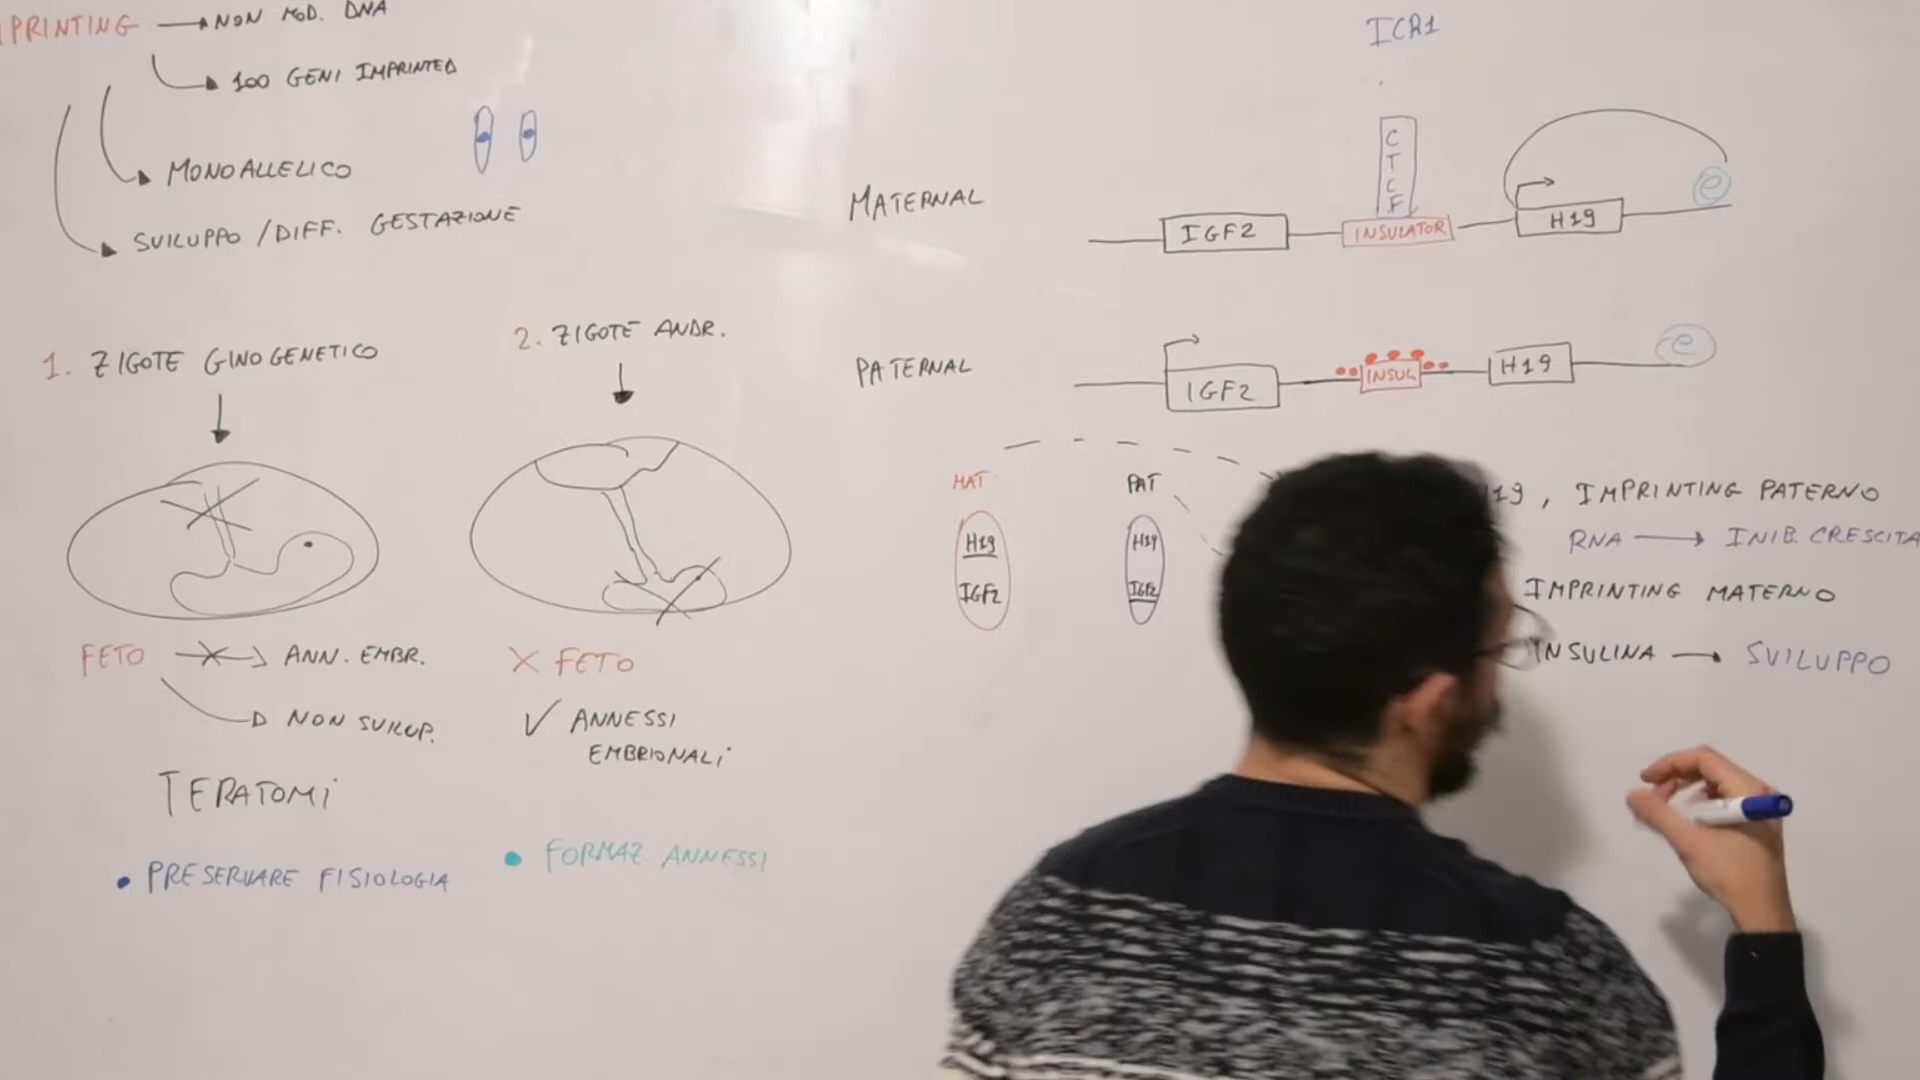 PRINTING → NON MOD. DNA
100 GENI IMPRINTED
MONOALLELICO
SVILUPPO / DIFF. GESTAZIONE
1. ZIGOTE GINOGENETICO
2. ZIGOTE ANDR.
FETO → ANN. EMBR.
NON SVILUP.
TERATOMI
• PRESERVARE FISIOLOGIA
X FETO
✓ ANNESSI
EMBRIONALI
• FORMAZ ANNESSI
ICR1
CTCF
MATERNAL
IGF2 INSULATOR H19 e
PATERNAL
IGF2 INSUL H19 e
MAT
H19
IGF2
PAT
H19
IGF2
H19, IMPRINTING PATERNO
RNA → INIB. CRESCITA
IMPRINTING MATERNO
INSULINA → SVILUPPO